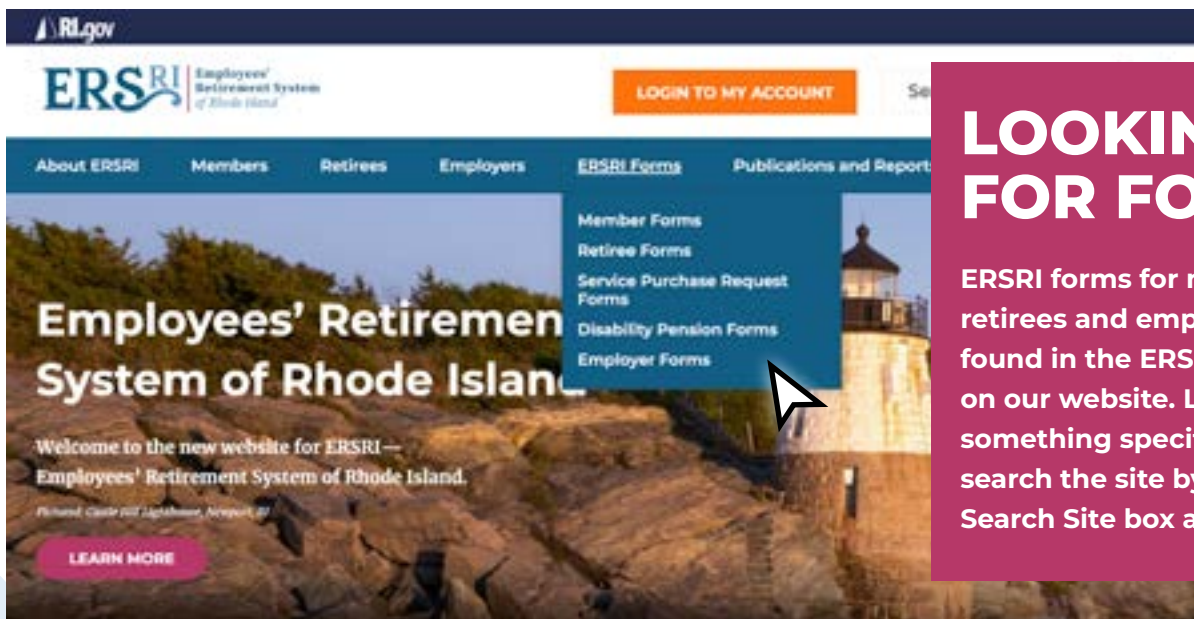 RI.gov
ERSRI
Employees'
Retirement System
of Rhode Island
LOGIN TO MY ACCOUNT
Se
About ERSRI Members Retirees Employers ERSRI Forms Publications and Report
Member Forms
Retiree Forms
Service Purchase Request
Forms
Disability Pension Forms
Employer Forms
Employees' Retiremen
System of Rhode Islan
Welcome to the new website for ERSRI—
Employees' Retirement System of Rhode Island.
Pictured: Castle Hill Lighthouse, Newport, RI
LEARN MORE
LOOKIN
FOR FO
ERSRI forms for
retirees and emp
found in the ERS
on our website. L
something speci
search the site by
Search Site box a